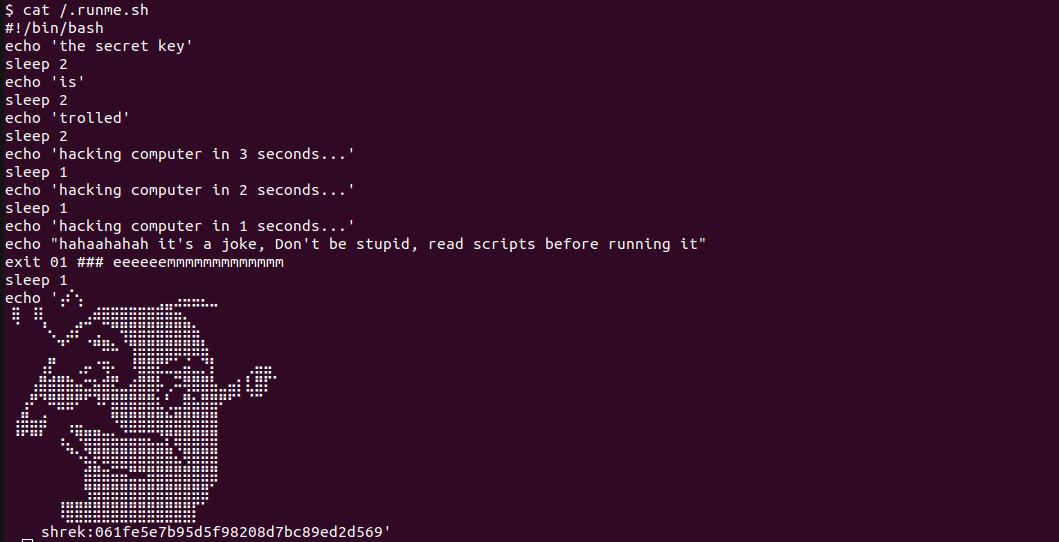 $ cat /.runme.sh
#!/bin/bash
echo 'the secret key'
sleep 2
echo 'is'
sleep 2
echo 'trolled'
sleep 2
echo 'hacking computer in 3 seconds...'
sleep 1
echo 'hacking computer in 2 seconds...'
sleep 1
echo 'hacking computer in 1 seconds...'
echo "hahaahahah it's a joke, Don't be stupid, read scripts before running it"
exit 01 ### eeeeeemmmmmmmmmmmmm
sleep 1
echo '
shrek:061fe5e7b95d5f98208d7bc89ed2d569'